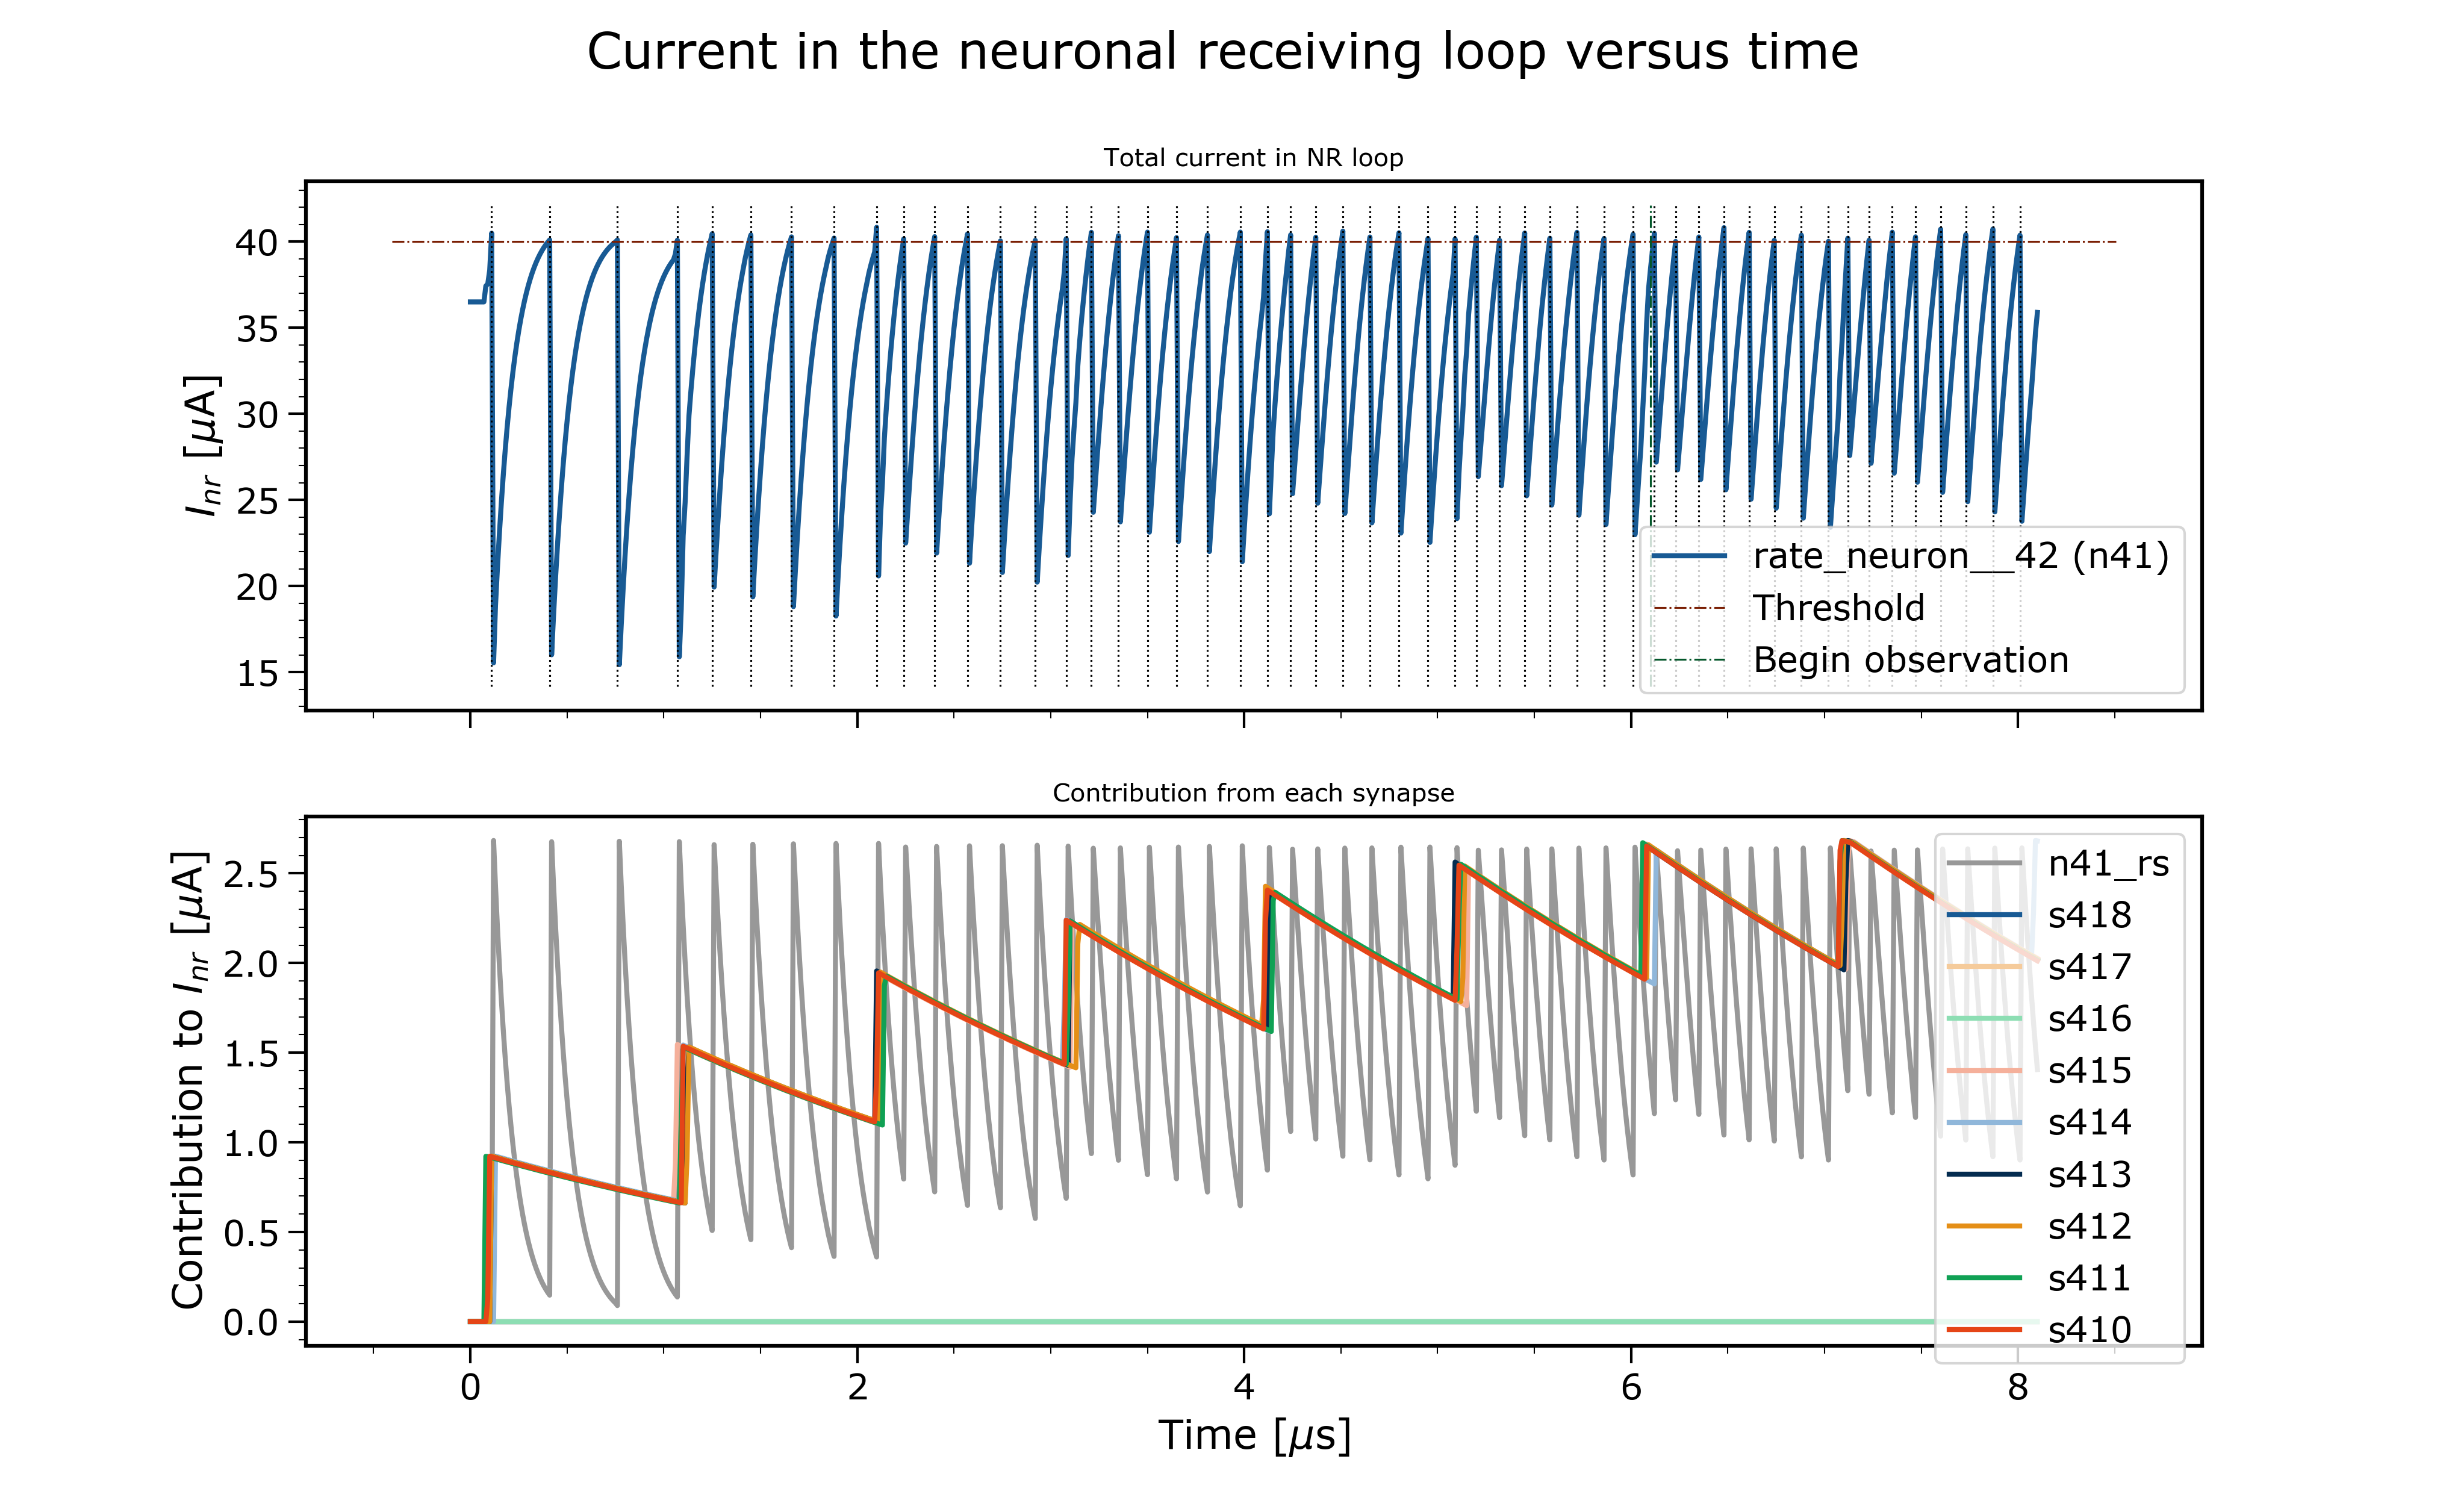 Current in the neuronal receiving loop versus time
Total current in NR loop
40
35
30
25
20
15
I_nr [μA]
rate_neuron__42 (n41)
Threshold
Begin observation
Contribution from each synapse
2.5
2.0
1.5
1.0
0.5
0.0
Contribution to I_nr [μA]
n41_rs
s418
s417
s416
s415
s414
s413
s412
s411
s410
0 2 4 6 8
Time [μs]